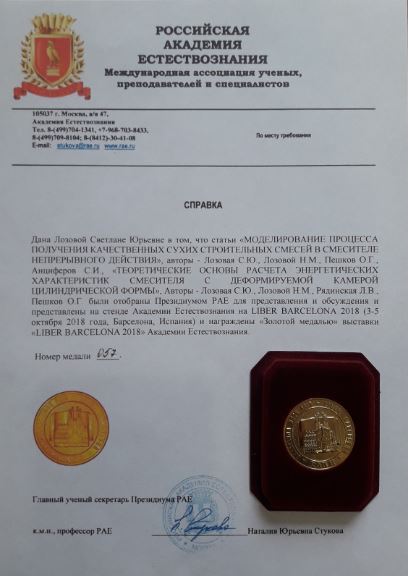 РОССИЙСКАЯ
АКАДЕМИЯ
ЕСТЕСТВОЗНАНИЯ
Международная ассоциация ученых,
преподавателей и специалистов
105037 г. Москва, а/я 47,
Академия Естествознания
Тел. 8-(499)704-1341, +7-968-703-8433,
8-(499)709-8104; 8-(8412)-30-41-08
E-mail: stukova@rae.ru www.rae.ru
По месту требования
СПРАВКА
Дана Лозовой Светлане Юрьевне в том, что статьи «МОДЕЛИРОВАНИЕ ПРОЦЕССА
ПОЛУЧЕНИЯ КАЧЕСТВЕННЫХ СУХИХ СТРОИТЕЛЬНЫХ СМЕСЕЙ В СМЕСИТЕЛЕ
НЕПРЕРЫВНОГО ДЕЙСТВИЯ», авторы - Лозовая С.Ю., Лозовой Н.М., Пешков О.Г.,
Анциферов С.И., «ТЕОРЕТИЧЕСКИЕ ОСНОВЫ РАСЧЕТА ЭНЕРГЕТИЧЕСКИХ
ХАРАКТЕРИСТИК СМЕСИТЕЛЯ С ДЕФОРМИРУЕМОЙ КАМЕРОЙ
ЦИЛИНДРИЧЕСКОЙ ФОРМЫ». Авторы - Лозовая С.Ю., Лозовой Н.М., Рядинская Л.В.,
Пешков О.Г. были отобраны Президиумом РАЕ для представления и обсуждения и
представлены на стенде Академии Естествознания на LIBER BARCELONA 2018 (3-5
октября 2018 года, Барселона, Испания) и награждены «Золотой медалью» выставки
«LIBER BARCELONA 2018» Академии Естествознания.
Номер медали 057.
Главный ученый секретарь Президиума РАЕ
к.м.н., профессор РАЕ Наталия Юрьевна Стукова